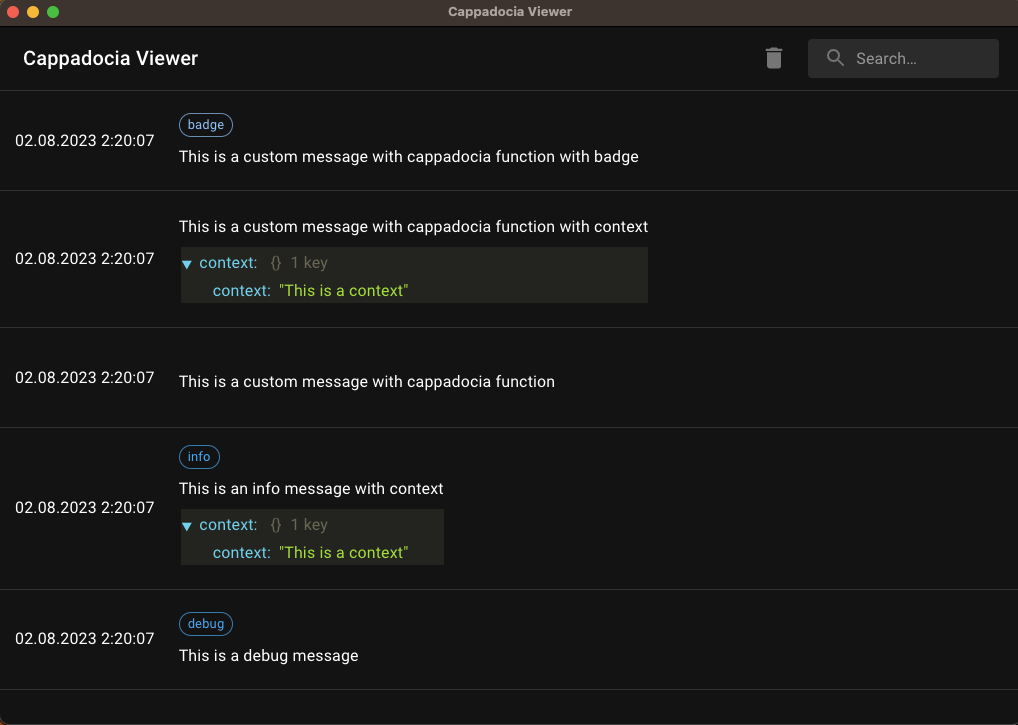 Cappadocia Viewer
Cappadocia Viewer
Search…
badge
02.08.2023 2:20:07
This is a custom message with cappadocia function with badge
This is a custom message with cappadocia function with context
02.08.2023 2:20:07
▼ context: {} 1 key
context: "This is a context"
02.08.2023 2:20:07
This is a custom message with cappadocia function
info
This is an info message with context
02.08.2023 2:20:07
▼ context: {} 1 key
context: "This is a context"
debug
02.08.2023 2:20:07
This is a debug message